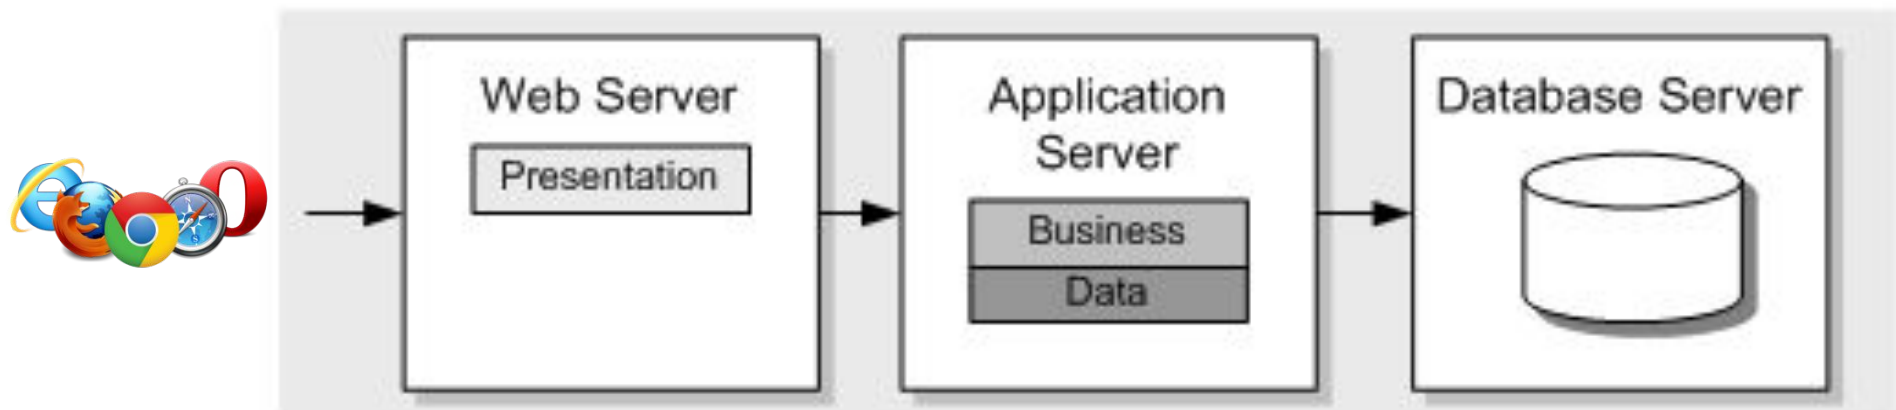 Web Server
Presentation
Application
Server
Business
Data
Database Server